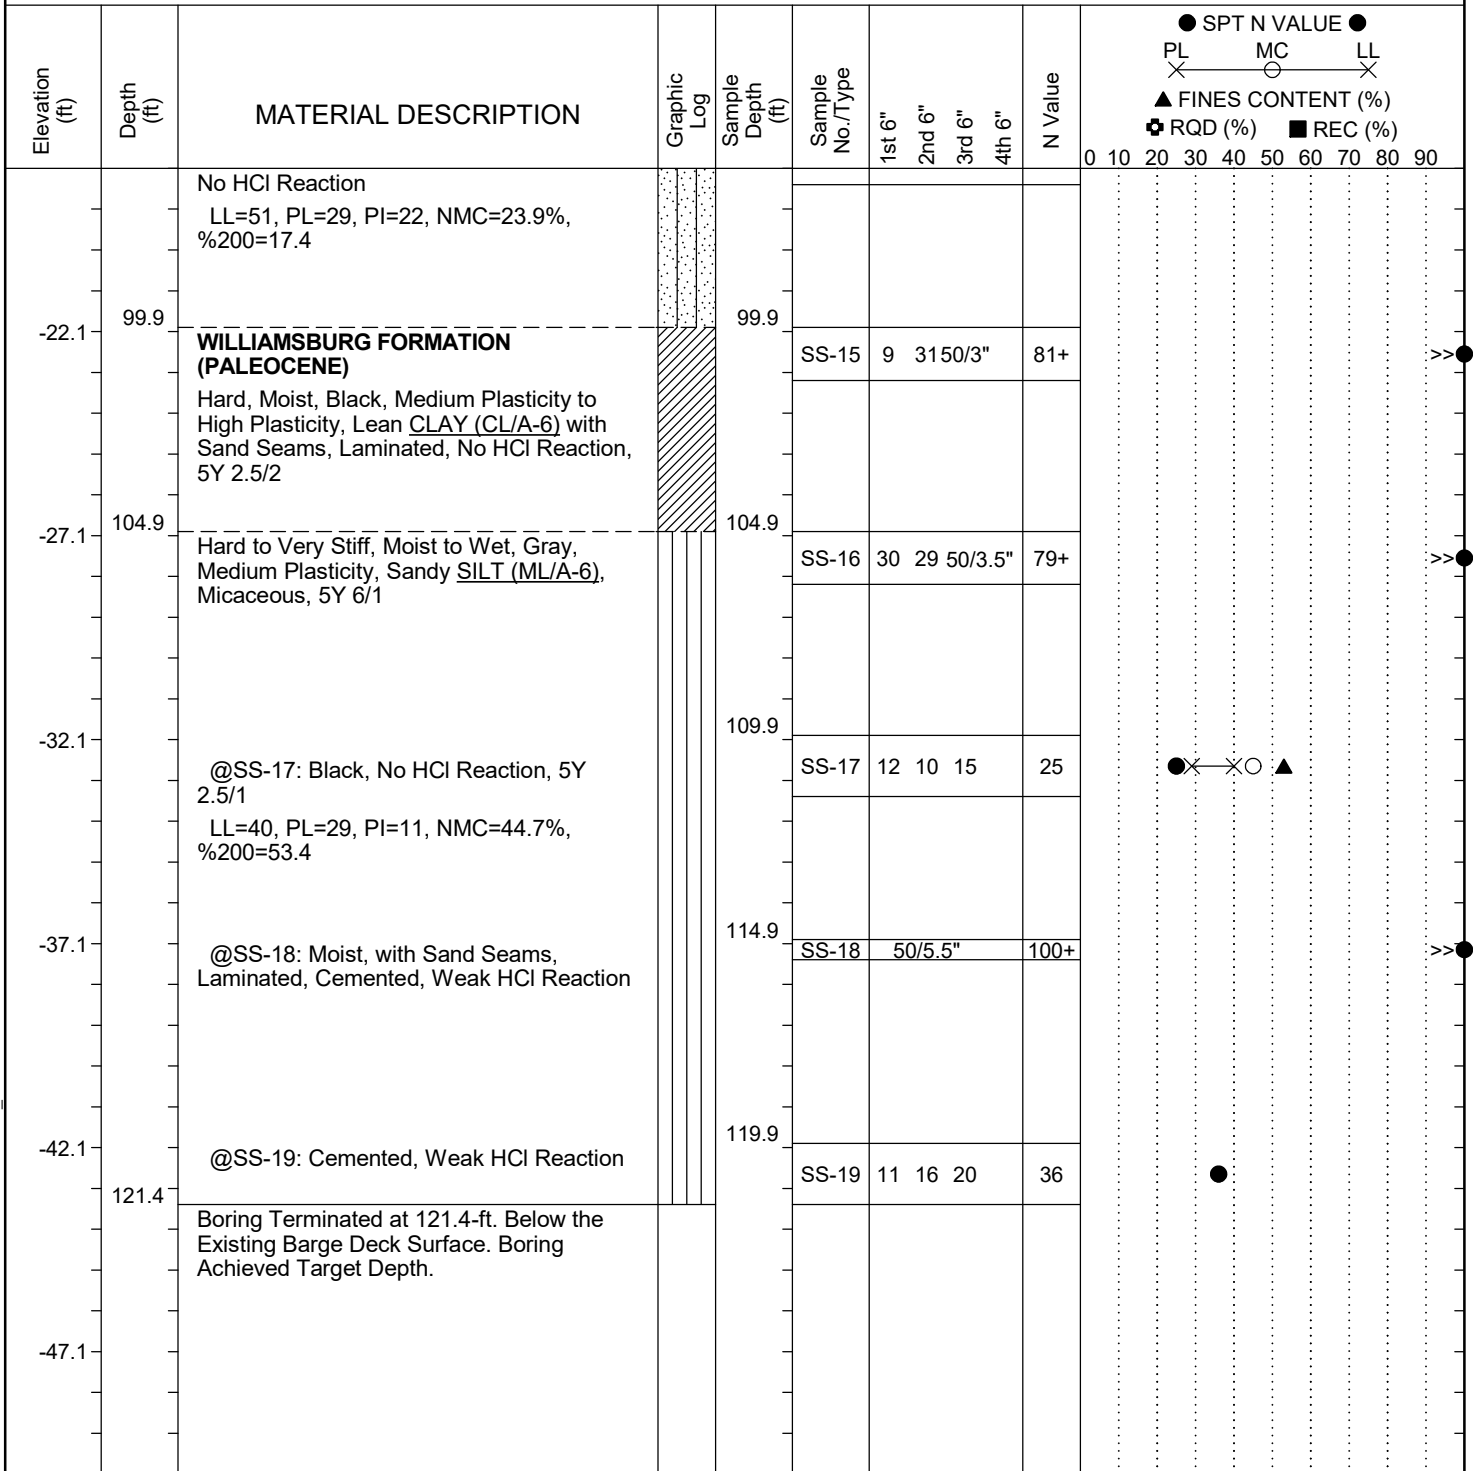 ● SPT N VALUE ●
PL MC LL
▲ FINES CONTENT (%)
RQD (%) ■ REC (%)
Elevation (ft)
Depth (ft)
MATERIAL DESCRIPTION
Graphic Log
Sample Depth (ft)
Sample No./Type
1st 6"
2nd 6"
3rd 6"
4th 6"
N Value
0 10 20 30 40 50 60 70 80 90
No HCl Reaction
LL=51, PL=29, PI=22, NMC=23.9%,
%200=17.4
99.9 99.9
-22.1
WILLIAMSBURG FORMATION
(PALEOCENE)
SS-15 9 31 50/3" 81+ >>
Hard, Moist, Black, Medium Plasticity to
High Plasticity, Lean CLAY (CL/A-6) with
Sand Seams, Laminated, No HCl Reaction,
5Y 2.5/2
104.9 104.9
-27.1
Hard to Very Stiff, Moist to Wet, Gray,
Medium Plasticity, Sandy SILT (ML/A-6),
Micaceous, 5Y 6/1
SS-16 30 29 50/3.5" 79+ >>
109.9
-32.1
@SS-17: Black, No HCl Reaction, 5Y
2.5/1
SS-17 12 10 15 25
LL=40, PL=29, PI=11, NMC=44.7%,
%200=53.4
114.9
-37.1
@SS-18: Moist, with Sand Seams,
Laminated, Cemented, Weak HCl Reaction
SS-18 50/5.5" 100+ >>
119.9
-42.1
@SS-19: Cemented, Weak HCl Reaction
SS-19 11 16 20 36
121.4
Boring Terminated at 121.4-ft. Below the
Existing Barge Deck Surface. Boring
Achieved Target Depth.
-47.1